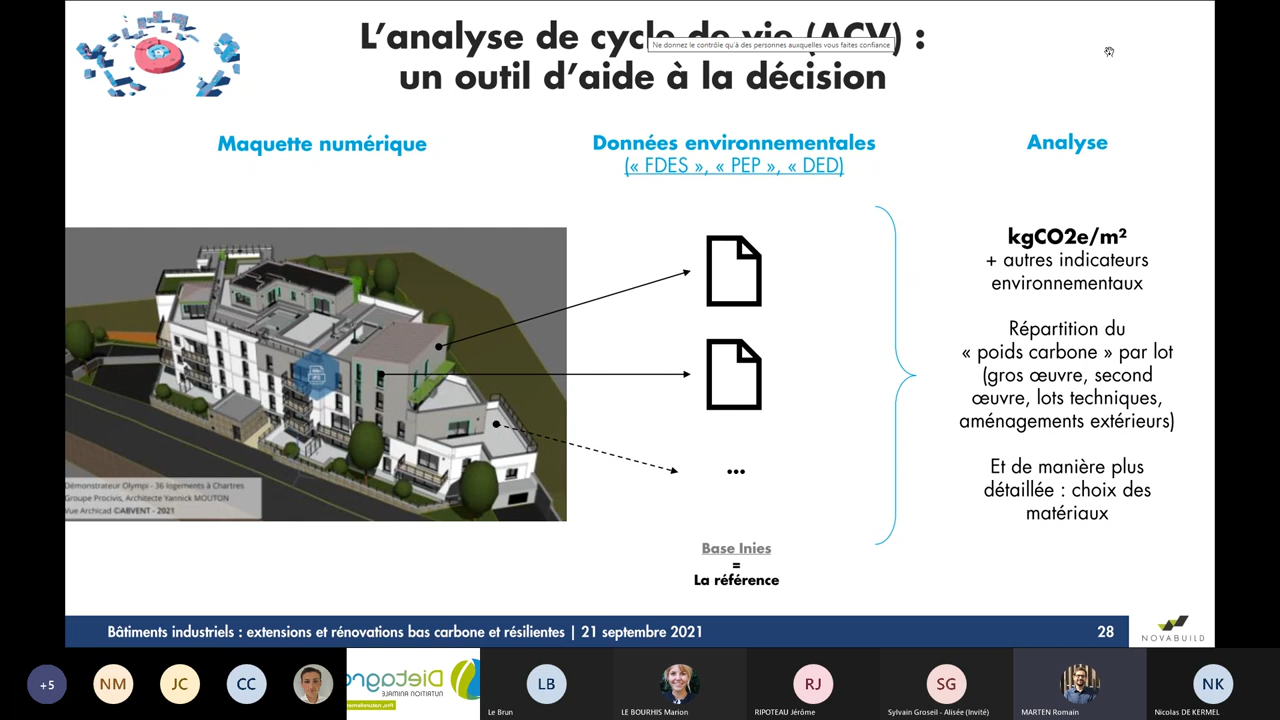 L'analyse de cycle de vie (ACV) :
Ne donnez le contrôle qu'à des personnes auxquelles vous faites confiance
un outil d'aide à la décision
Maquette numérique
Données environnementales
(« FDES », « PEP », « DED)
Analyse
kgCO2e/m²
+ autres indicateurs
environnementaux
Répartition du
« poids carbone » par lot
(gros œuvre, second
œuvre, lots techniques,
aménagements extérieurs)
Et de manière plus
détaillée : choix des
matériaux
...
Démonstrateur Olympi - 36 logements à Chartres
Groupe Procivis, Architecte Yannick MOUTON
Vue Archicad ©ABVENT - 2021
Base Inies
=
La référence
Bâtiments industriels : extensions et rénovations bas carbone et résilientes | 21 septembre 2021
28
NOVABUILD
+5
NM
JC
CC
Dietagro
NUTRITION ANIMALE
LB
Le Brun
LE BOURHIS Marion
RJ
RIPOTEAU Jérôme
SG
Sylvain Groseil - Alisée (Invité)
MARTEN Romain
NK
Nicolas DE KERMEL